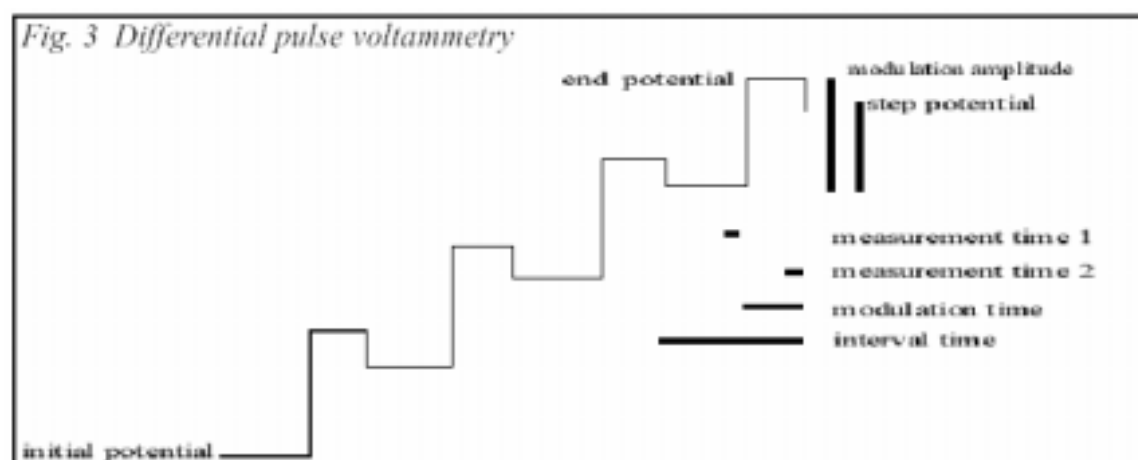 Fig. 3 Differential pulse voltammetry
end potential
modulation amplitude
step potential
measurement time 1
measurement time 2
modulation time
interval time
initial potential